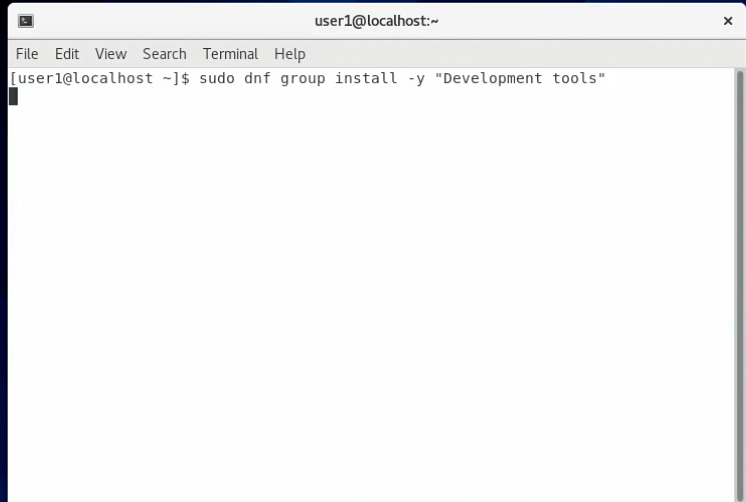 user1@localhost:~
File Edit View Search Terminal Help
[user1@localhost ~]$ sudo dnf group install -y "Development tools"